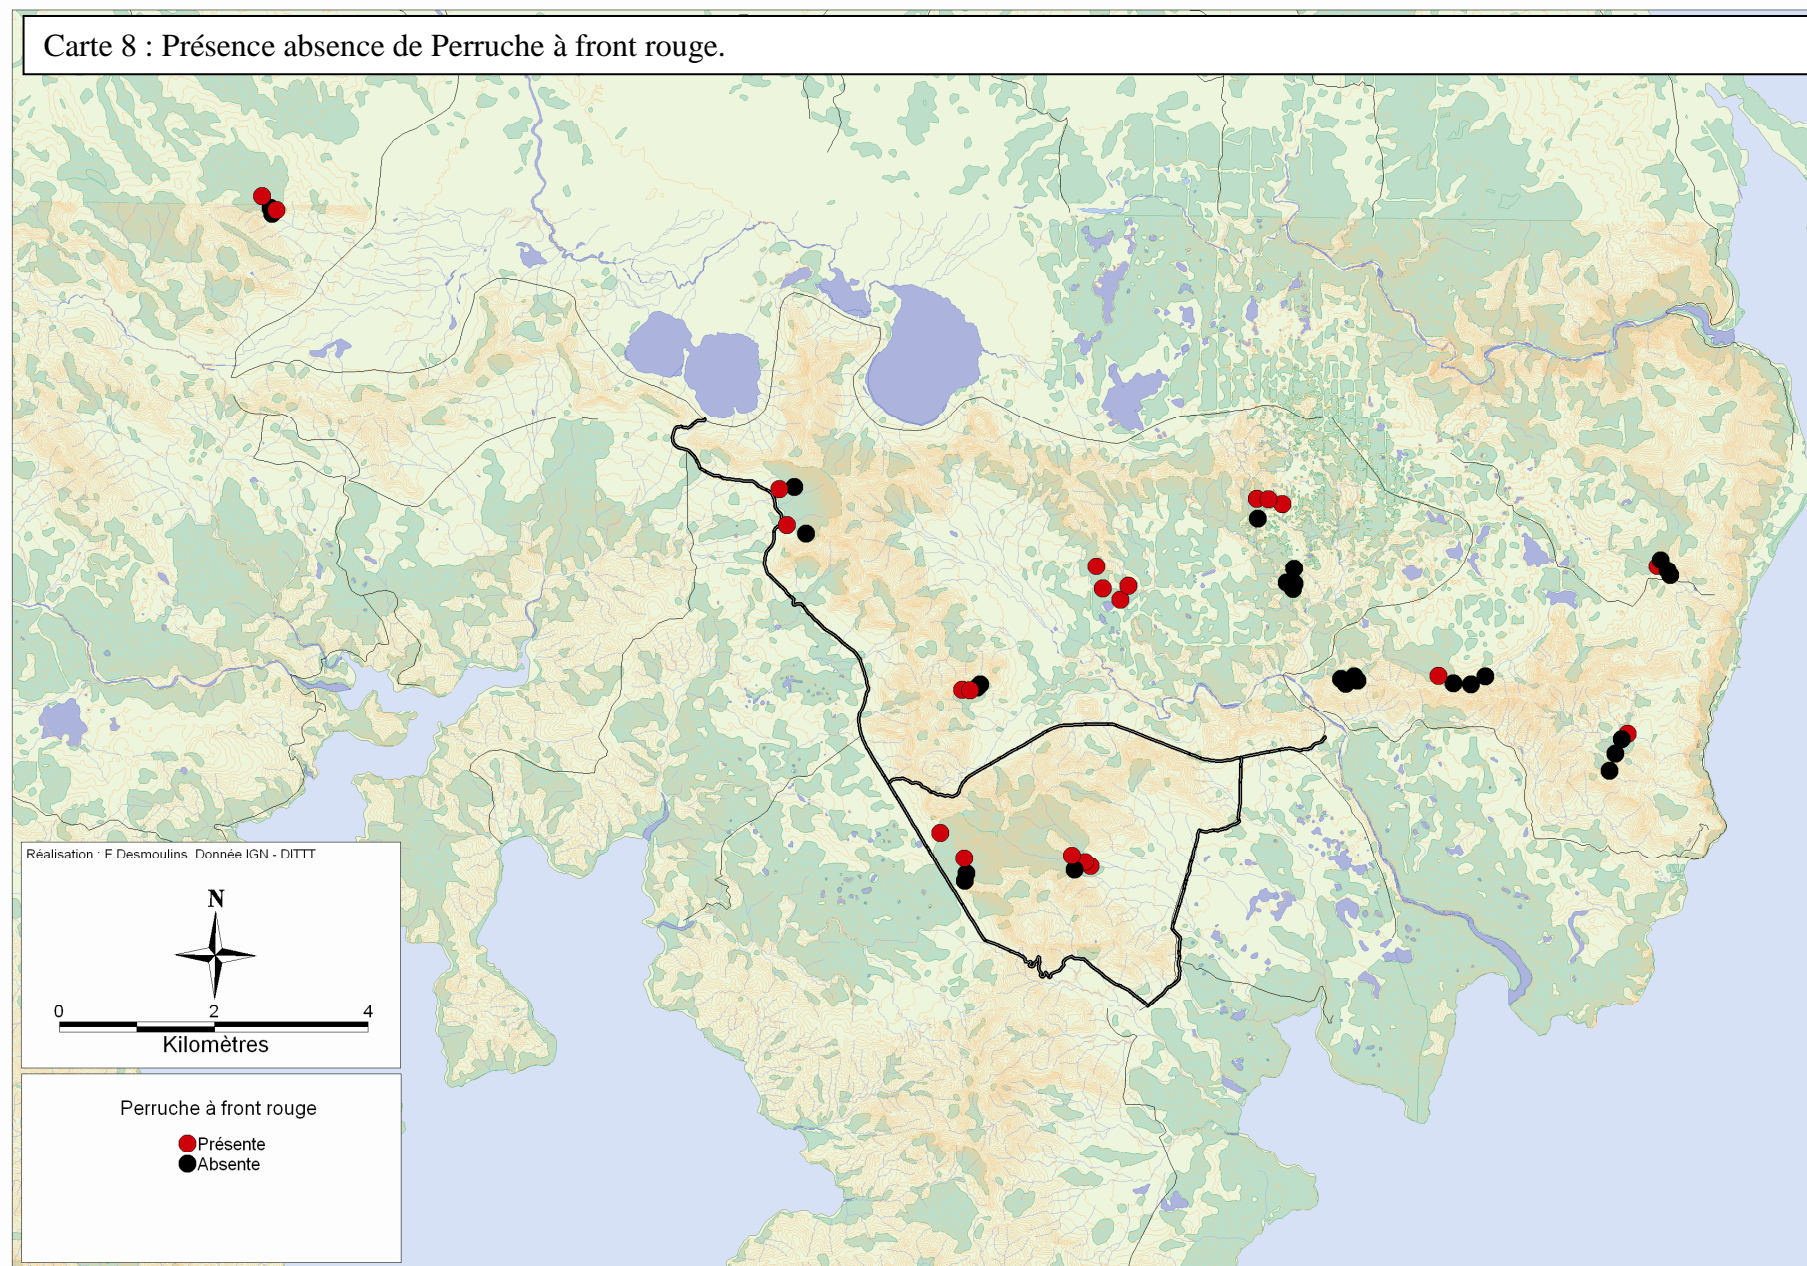 Carte 8 : Présence absence de Perruche à front rouge.
Réalisation : F Desmoulins Donnée IGN - DITTT
N
0 2 4
Kilomètres
Perruche à front rouge
Présente
Absente